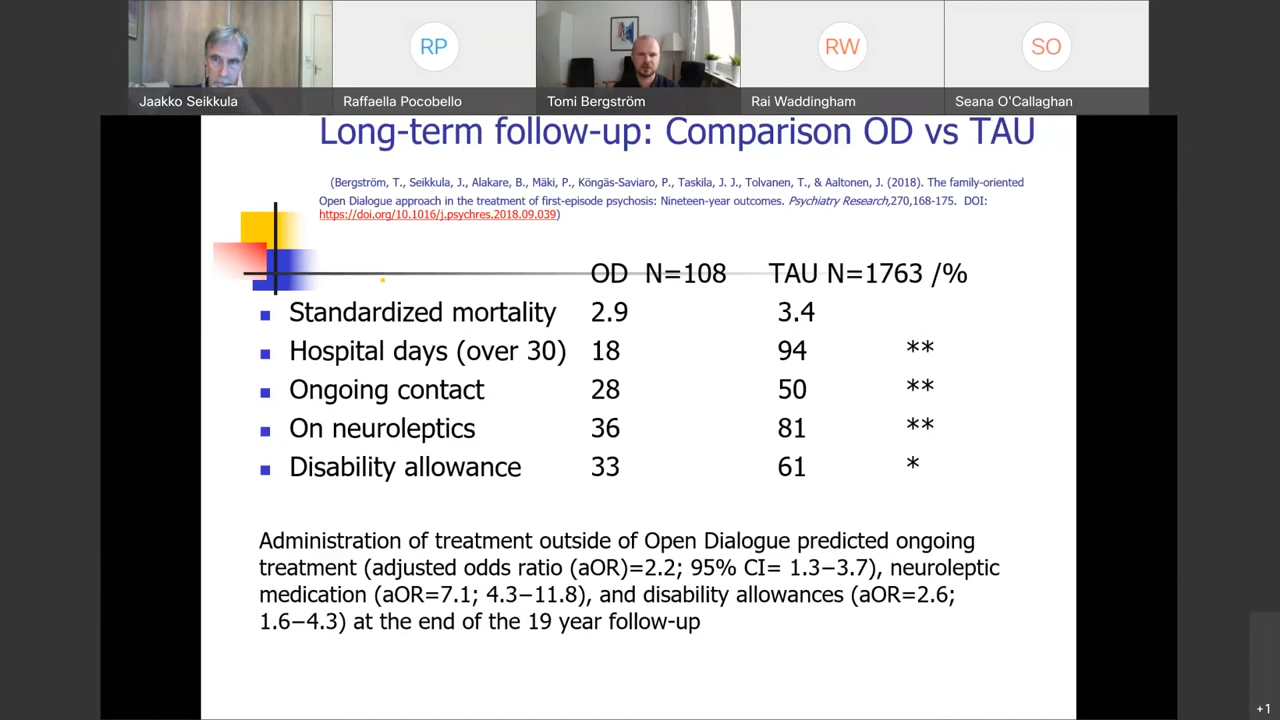 RP
RW
SO
Jaakko Seikkula
Raffaella Pocobello
Tomi Bergström
Rai Waddingham
Seana O'Callaghan
Long-term follow-up: Comparison OD vs TAU
(Bergström, T., Seikkula, J., Alakare, B., Mäki, P., Köngäs-Saviaro, P., Taskila, J. J., Tolvanen, T., & Aaltonen, J. (2018). The family-oriented
Open Dialogue approach in the treatment of first-episode psychosis: Nineteen-year outcomes. Psychiatry Research,270,168-175. DOI:
https://doi.org/10.1016/j.psychres.2018.09.039)
OD N=108 TAU N=1763 /%
Standardized mortality 2.9 3.4
Hospital days (over 30) 18 94 **
Ongoing contact 28 50 **
On neuroleptics 36 81 **
Disability allowance 33 61 *
Administration of treatment outside of Open Dialogue predicted ongoing
treatment (adjusted odds ratio (aOR)=2.2; 95% CI= 1.3−3.7), neuroleptic
medication (aOR=7.1; 4.3−11.8), and disability allowances (aOR=2.6;
1.6−4.3) at the end of the 19 year follow-up
+1